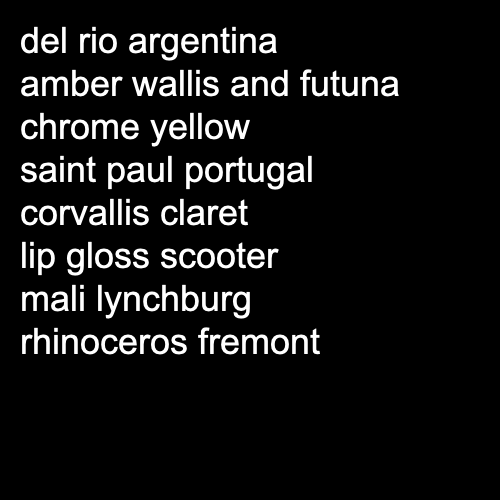 del rio argentina
amber wallis and futuna
chrome yellow
saint paul portugal
corvallis claret
lip gloss scooter
mali lynchburg
rhinoceros fremont